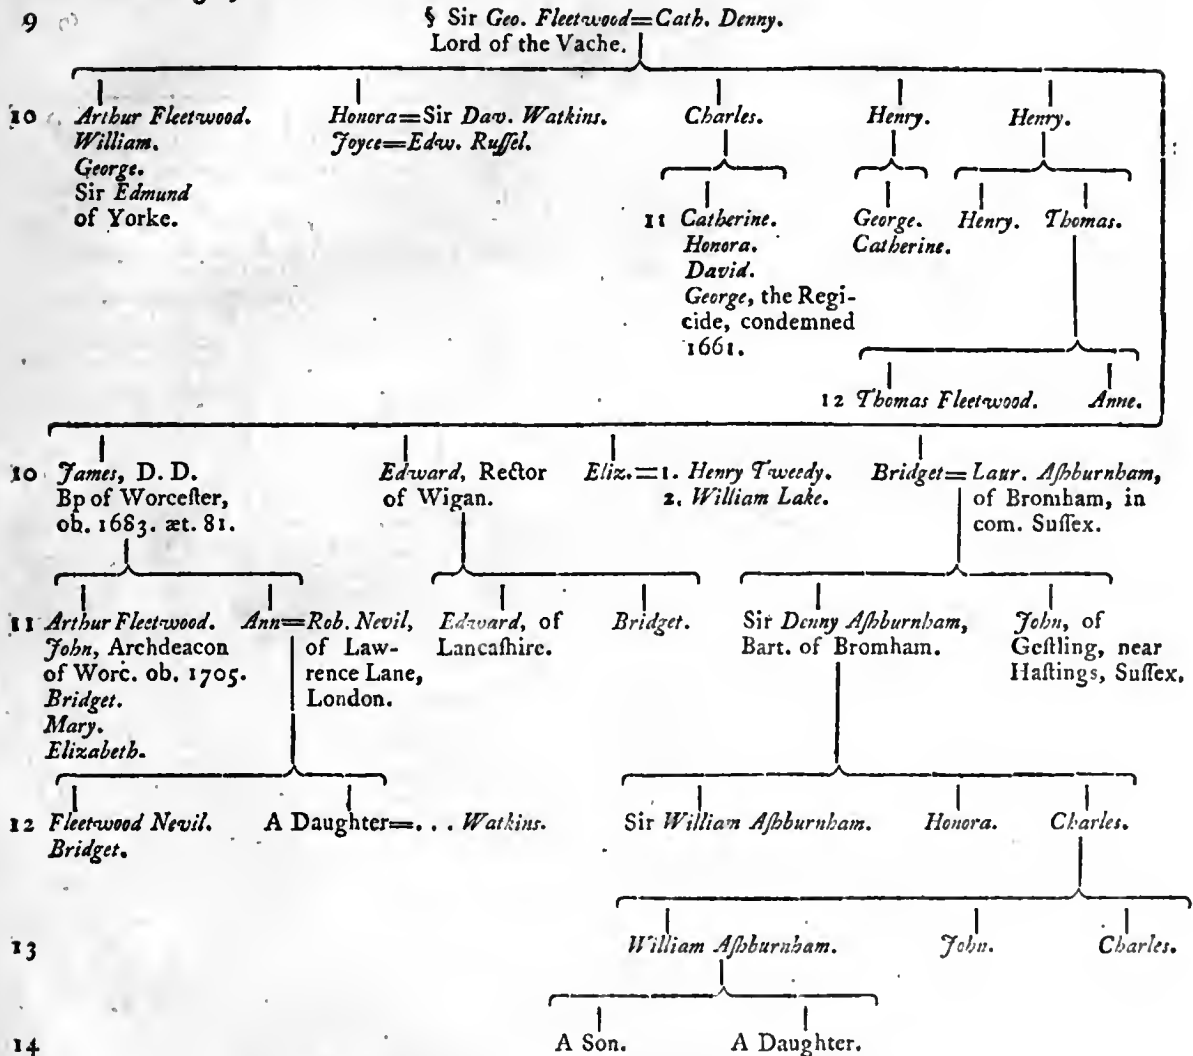 9 § Sir Geo. Fleetwood=Cath. Denny.
Lord of the Vache.
10 Arthur Fleetwood. Honora=Sir Dav. Watkins. Charles. Henry. Henry.
William. Joyce=Edw. Ruſſel.
George.
Sir Edmund
of Yorke.
11 Catherine. George. Henry. Thomas.
Honora. Catherine.
David.
George, the Regi-
cide, condemned
1661.
12 Thomas Fleetwood. Anne.
10 James, D. D. Edward, Rector Eliz.=1. Henry Tweedy. Bridget=Laur. Aſhburnham,
Bp of Worceſter, of Wigan. 2. William Lake. of Bromham, in
ob. 1683. æt. 81. com. Suſſex.
11 Arthur Fleetwood. Ann=Rob. Nevil, Edward, of Bridget. Sir Denny Aſhburnham, John, of
John, Archdeacon of Law- Lancaſhire. Bart. of Bromham. Geſtling, near
of Worc. ob. 1705. rence Lane, Haſtings, Suſſex.
Bridget. London.
Mary.
Elizabeth.
12 Fleetwood Nevil. A Daughter=... Watkins. Sir William Aſhburnham. Honora. Charles.
Bridget.
13 William Aſhburnham. John. Charles.
14 A Son. A Daughter.